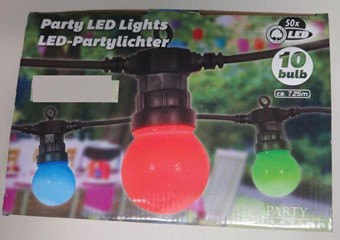 Party LED Lights
LED-Partylichter
50x
LED
10
bulb
ca. 7.25m
PARTY